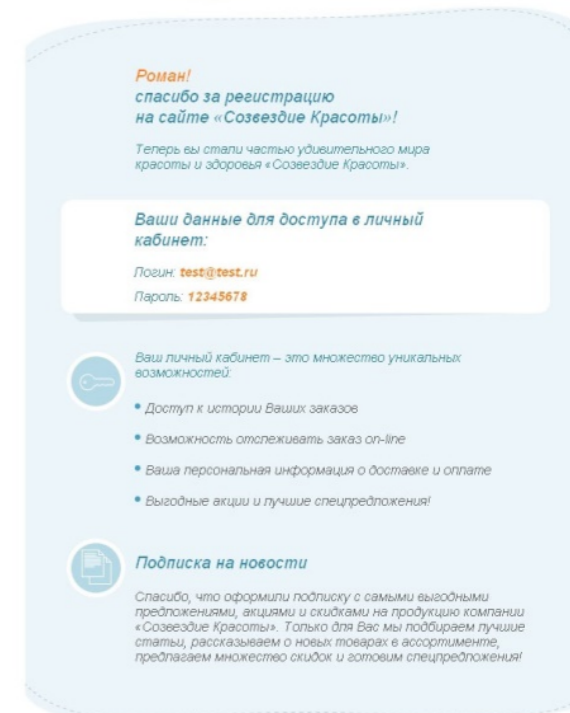 Роман!
спасибо за регистрацию
на сайте «Созвездие Красоты»!
Теперь вы стали частью удивительного мира
красоты и здоровья «Созвездие Красоты».
Ваши данные для доступа в личный
кабинет:
Логин: test@test.ru
Пароль: 12345678
Ваш личный кабинет – это множество уникальных
возможностей:
• Доступ к истории Ваших заказов
• Возможность отслеживать заказ on-line
• Ваша персональная информация о доставке и оплате
• Выгодные акции и лучшие спецпредложения!
Подписка на новости
Спасибо, что оформили подписку с самыми выгодными
предложениями, акциями и скидками на продукцию компании
«Созвездие Красоты». Только для Вас мы подбираем лучшие
статьи, рассказываем о новых товарах в ассортименте,
предлагаем множество скидок и готовим спецпредложения!